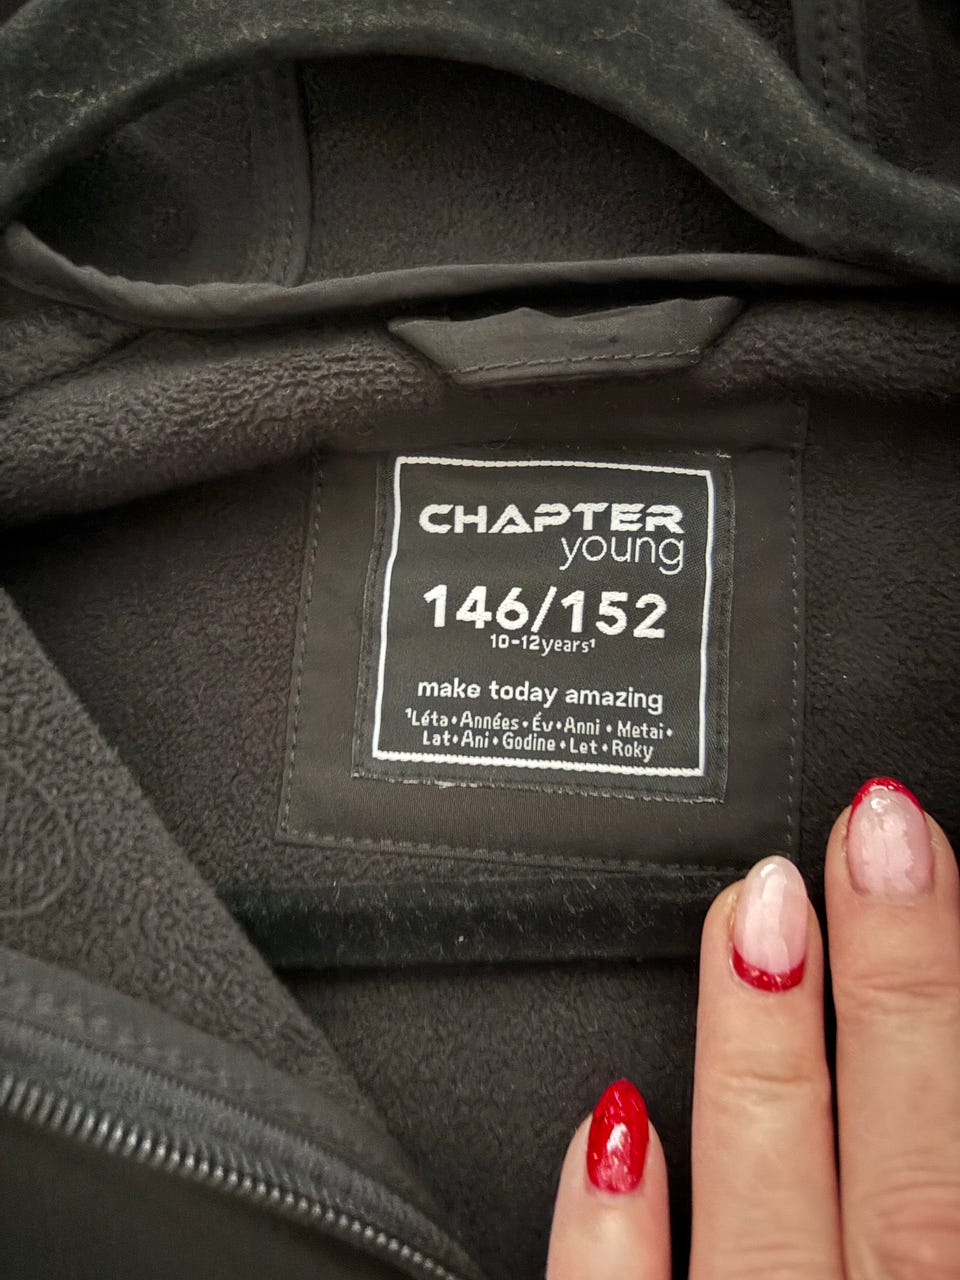 CHAPTER
young
146/152
10-12years¹
make today amazing
¹Léta•Années•Év•Anni•Metai•
Lat•Ani•Godine•Let•Roky